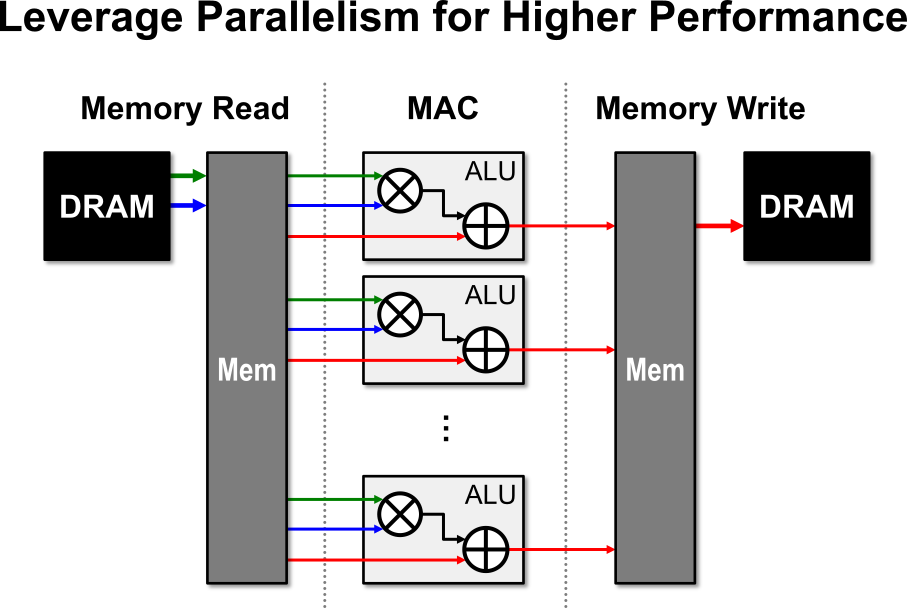 Leverage Parallelism for Higher Performance
Memory Read
MAC
Memory Write
DRAM
Mem
ALU
ALU
⋮
ALU
Mem
DRAM